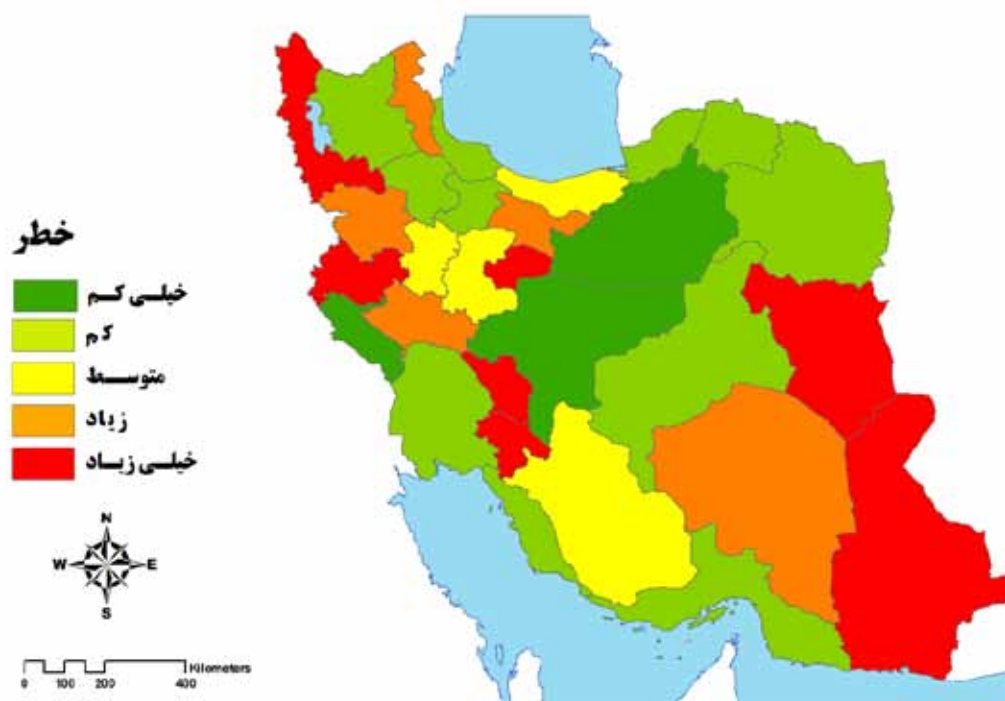 خطر
خیلی کم
کم
متوسط
زیاد
خیلی زیاد
N
W E
S
Kilometers
0 100 200 400